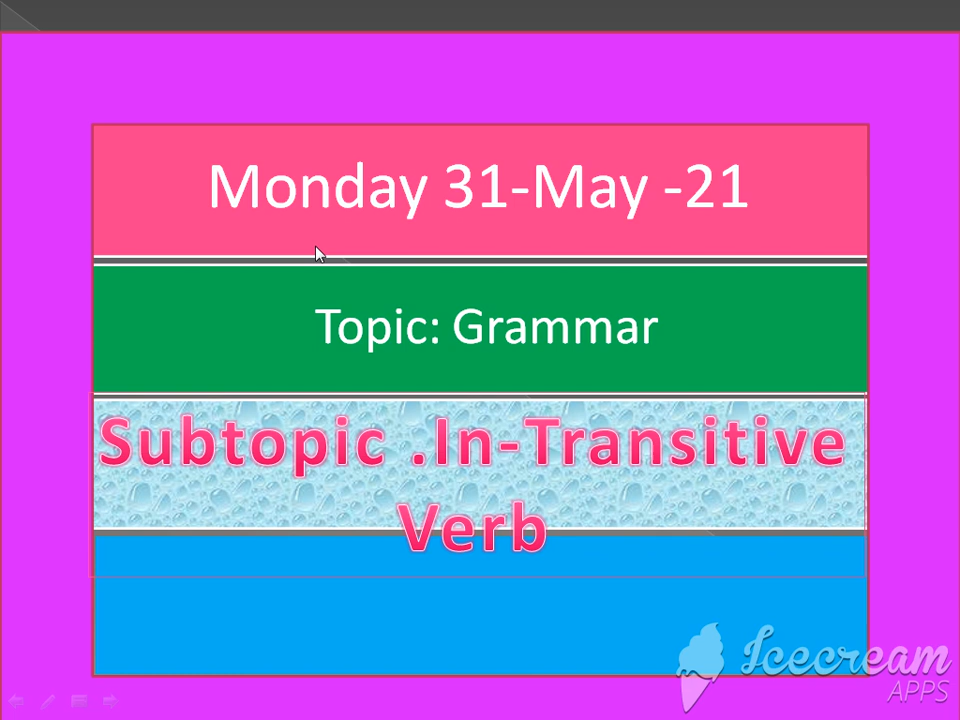 Monday 31-May -21
Topic: Grammar
Subtopic .In-Transitive
Verb
Icecream
APPS